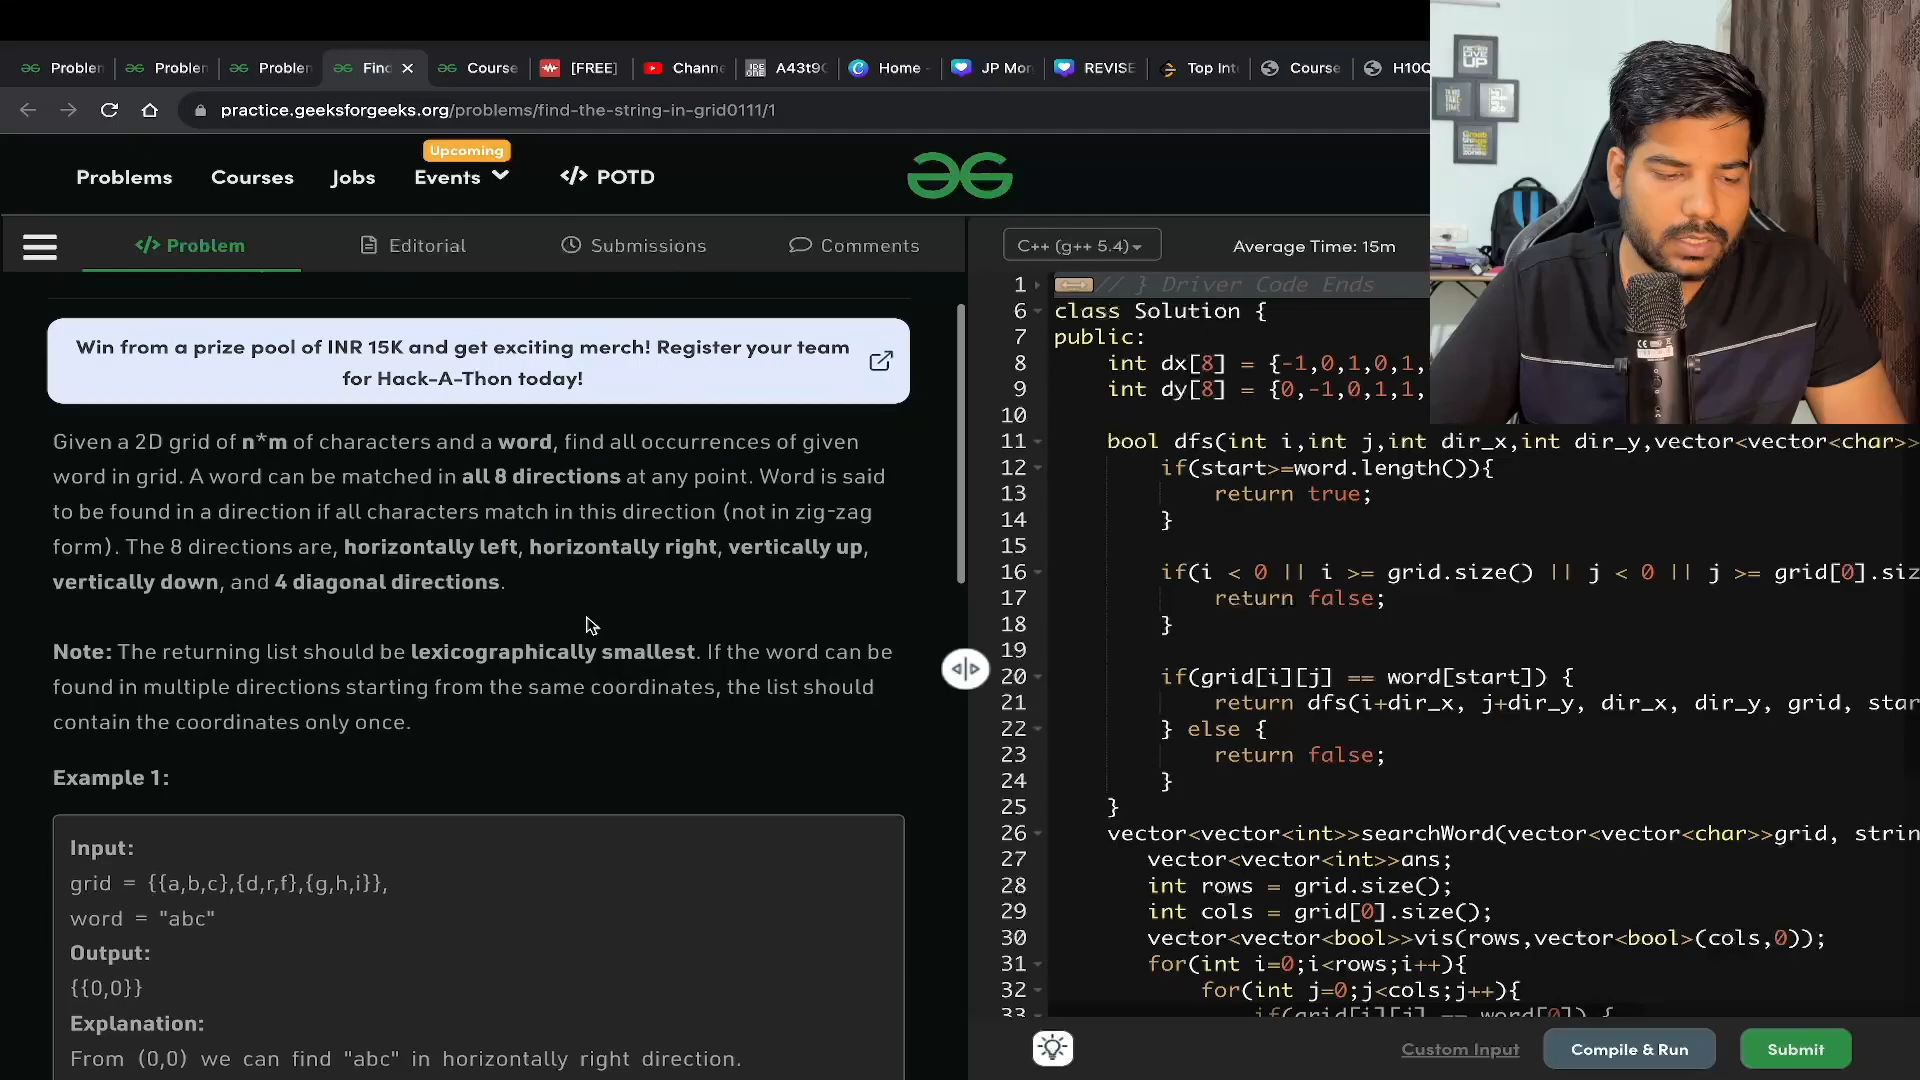 Problem
Problem
Problem
Find
Course
[FREE]
Channe
A43t9C
Home -
JP Mor
REVISE
Top Int
Course
H10Q
practice.geeksforgeeks.org/problems/find-the-string-in-grid0111/1
Upcoming
Problems
Courses
Jobs
Events
</> POTD
</> Problem
Editorial
Submissions
Comments
C++ (g++ 5.4)
Average Time: 15m
Win from a prize pool of INR 15K and get exciting merch! Register your team
for Hack-A-Thon today!
Given a 2D grid of n*m of characters and a word, find all occurrences of given
word in grid. A word can be matched in all 8 directions at any point. Word is said
to be found in a direction if all characters match in this direction (not in zig-zag
form). The 8 directions are, horizontally left, horizontally right, vertically up,
vertically down, and 4 diagonal directions.
Note: The returning list should be lexicographically smallest. If the word can be
found in multiple directions starting from the same coordinates, the list should
contain the coordinates only once.
Example 1:
Input:
grid = {{a,b,c},{d,r,f},{g,h,i}},
word = "abc"
Output:
{{0,0}}
Explanation:
From (0,0) we can find "abc" in horizontally right direction.
1 // } Driver Code Ends
6 class Solution {
7 public:
8 int dx[8] = {-1,0,1,0,1,
9 int dy[8] = {0,-1,0,1,1,
10
11 bool dfs(int i,int j,int dir_x,int dir_y,vector<vector<char>>
12 if(start>=word.length()){
13 return true;
14 }
15
16 if(i < 0 || i >= grid.size() || j < 0 || j >= grid[0].siz
17 return false;
18 }
19
20 if(grid[i][j] == word[start]) {
21 return dfs(i+dir_x, j+dir_y, dir_x, dir_y, grid, star
22 } else {
23 return false;
24 }
25 }
26 vector<vector<int>>searchWord(vector<vector<char>>grid, strin
27 vector<vector<int>>ans;
28 int rows = grid.size();
29 int cols = grid[0].size();
30 vector<vector<bool>>vis(rows,vector<bool>(cols,0));
31 for(int i=0;i<rows;i++){
32 for(int j=0;j<cols;j++){
33 if(grid[i][j] == word[0]) {
Custom Input
Compile & Run
Submit